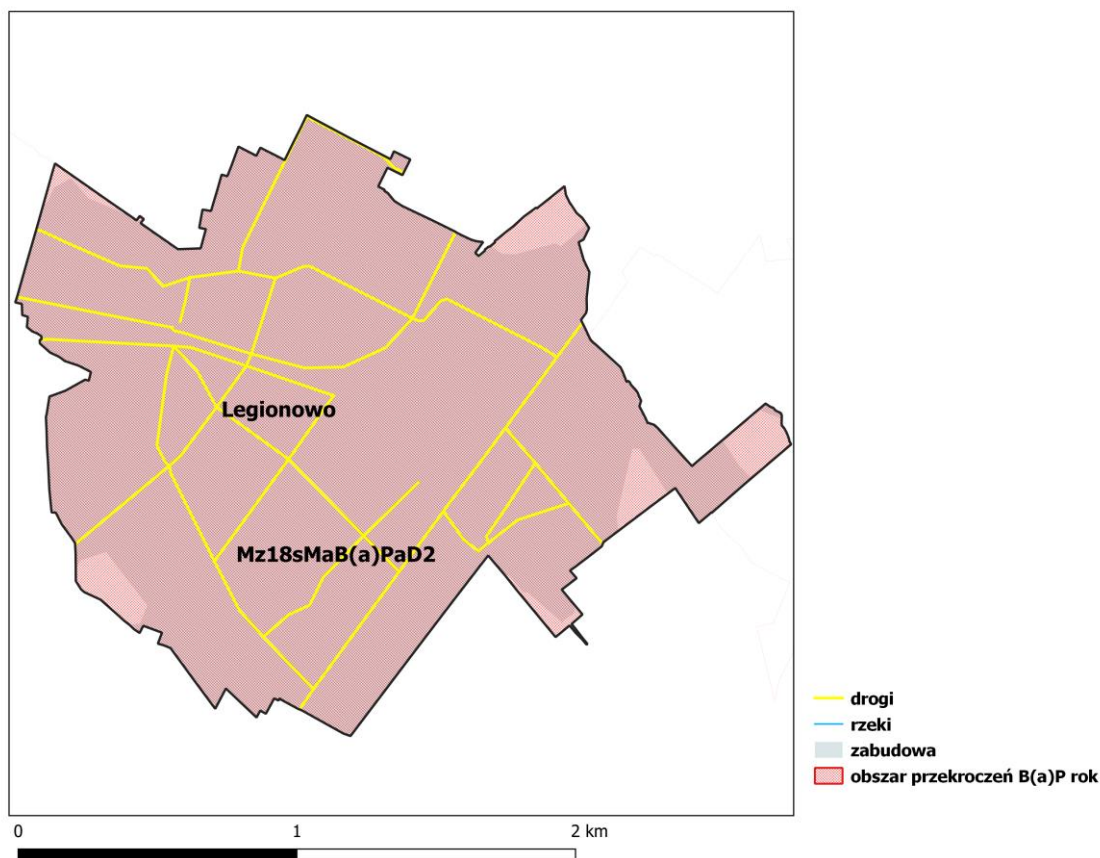 Legionowo
Mz18sMaB(a)PaD2
drogi
rzeki
zabudowa
obszar przekroczeń B(a)P rok
0 1 2 km